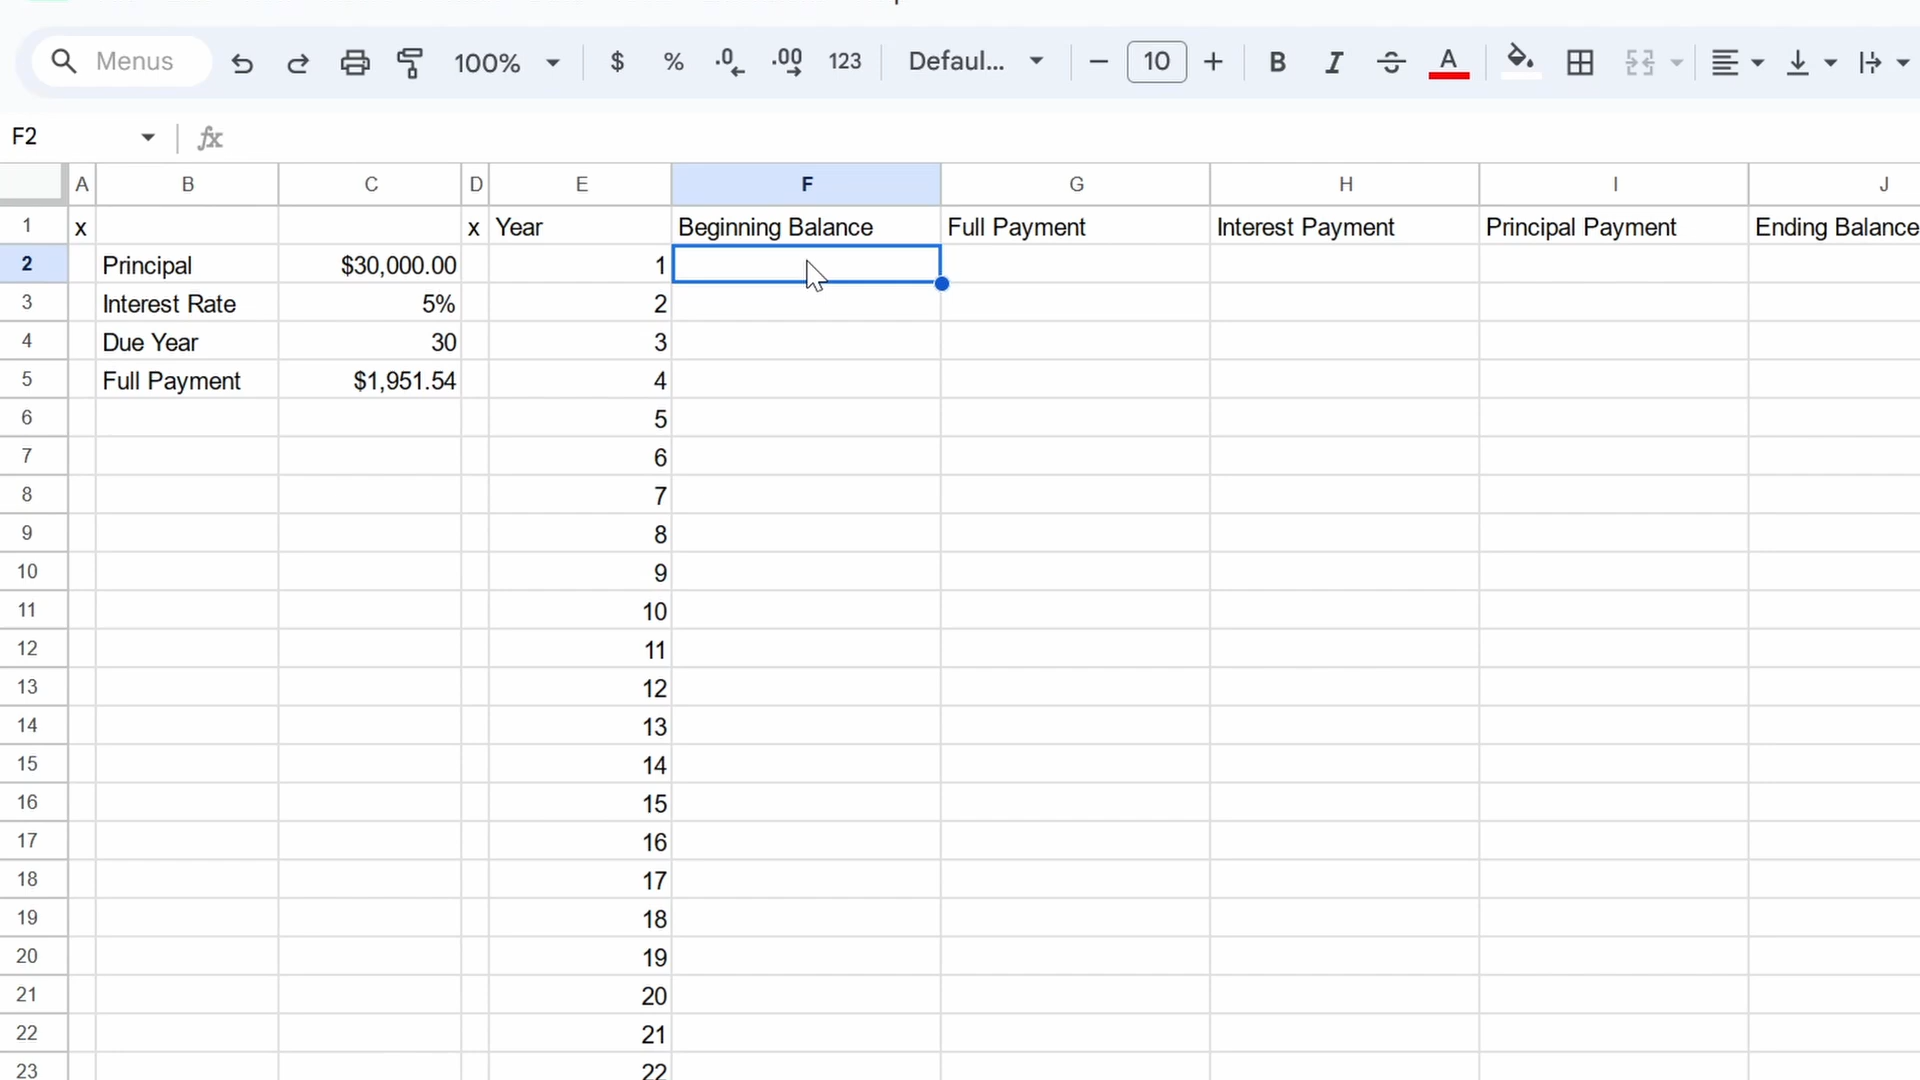 Menus 100% $ % .0 .00 123 Defaul... 10 B I S A
F2 fx
A B C D E F G H I J
1 x x Year Beginning Balance Full Payment Interest Payment Principal Payment Ending Balance
2 Principal $30,000.00 1
3 Interest Rate 5% 2
4 Due Year 30 3
5 Full Payment $1,951.54 4
6 5
7 6
8 7
9 8
10 9
11 10
12 11
13 12
14 13
15 14
16 15
17 16
18 17
19 18
20 19
21 20
22 21
23 22